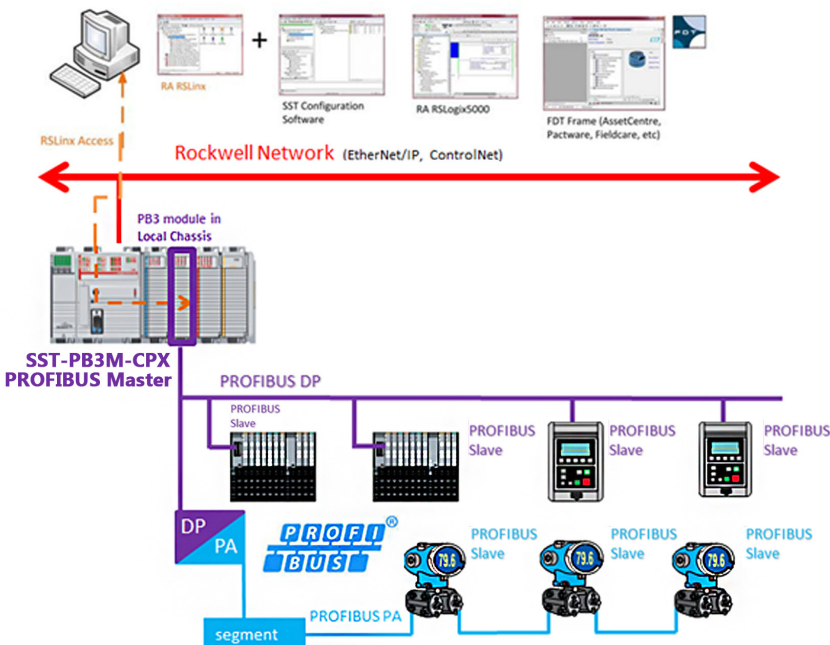 FDT
RA RSLinx
+
SST Configuration
Software
RA RSLogix5000
FDT Frame (AssetCentre,
Pactware, Fieldcare, etc)
RSLinx Access
Rockwell Network (EtherNet/IP, ControlNet)
PB3 module in
Local Chassis
SST-PB3M-CPX
PROFIBUS Master
PROFIBUS DP
PROFIBUS
Slave
PROFIBUS
Slave
PROFIBUS
Slave
PROFIBUS
Slave
DP
PA
PROFI
BUS
®
PROFIBUS
Slave
PROFIBUS
Slave
PROFIBUS
Slave
79.6
79.6
79.6
PROFIBUS PA
segment